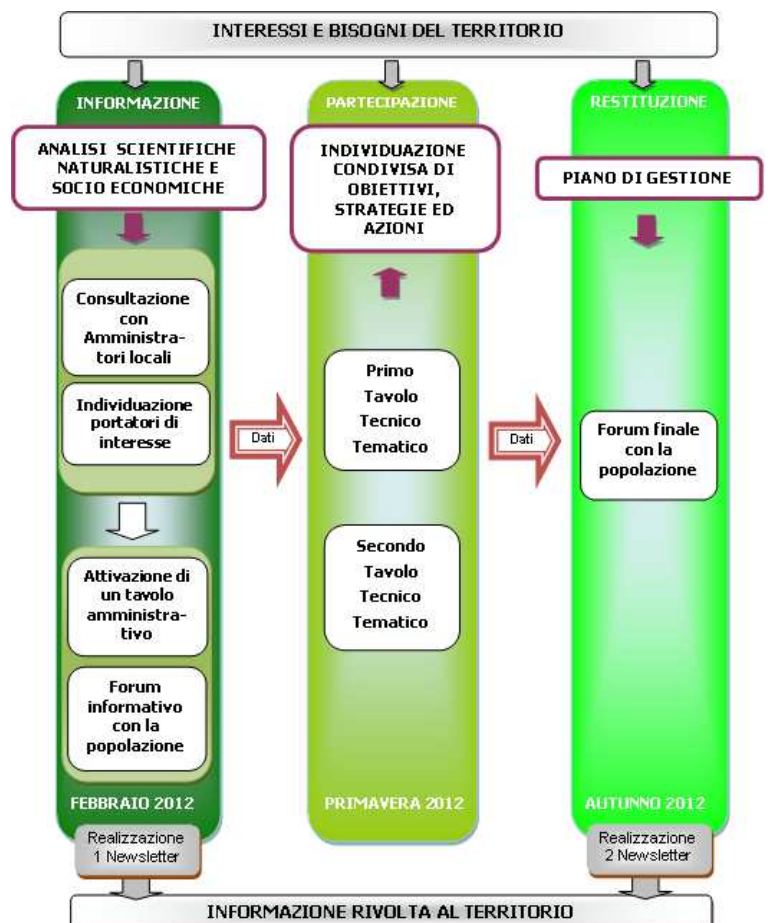 INTERESSI E BISOGNI DEL TERRITORIO
INFORMAZIONE
ANALISI SCIENTIFICHE
NATURALISTICHE E
SOCIO ECONOMICHE
Consultazione
con
Amministra-
tori locali
Individuazione
portatori di
interesse
Attivazione di
un tavolo
amministra-
tivo
Forum
informativo
con la
popolazione
FEBBRAIO 2012
Realizzazione
1 Newsletter
Dati
PARTECIPAZIONE
INDIVIDUAZIONE
CONDIVISA DI
OBIETTIVI,
STRATEGIE ED
AZIONI
Primo
Tavolo
Tecnico
Tematico
Secondo
Tavolo
Tecnico
Tematico
PRIMAVERA 2012
Dati
RESTITUZIONE
PIANO DI GESTIONE
Forum finale
con la
popolazione
AUTUNNO 2012
Realizzazione
2 Newsletter
INFORMAZIONE RIVOLTA AL TERRITORIO